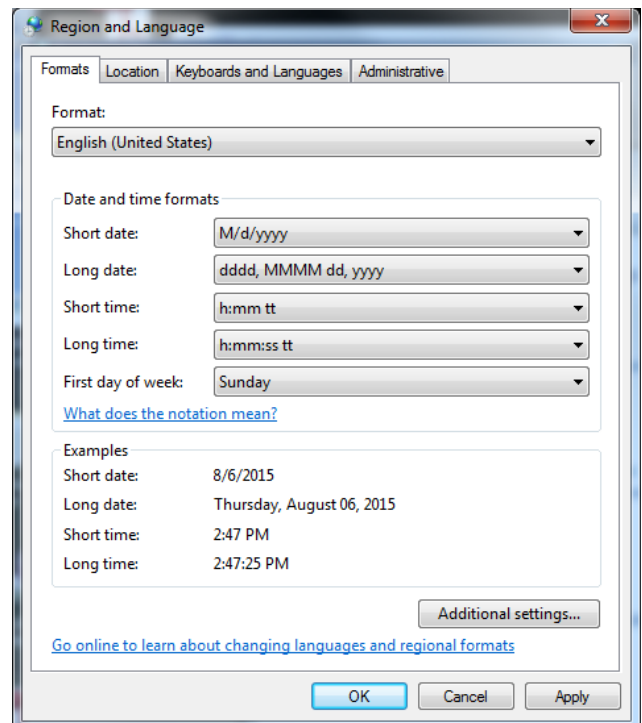 Region and Language
Formats Location Keyboards and Languages Administrative
Format:
English (United States)
Date and time formats
Short date: M/d/yyyy
Long date: dddd, MMMM dd, yyyy
Short time: h:mm tt
Long time: h:mm:ss tt
First day of week: Sunday
What does the notation mean?
Examples
Short date: 8/6/2015
Long date: Thursday, August 06, 2015
Short time: 2:47 PM
Long time: 2:47:25 PM
Additional settings...
Go online to learn about changing languages and regional formats
OK Cancel Apply